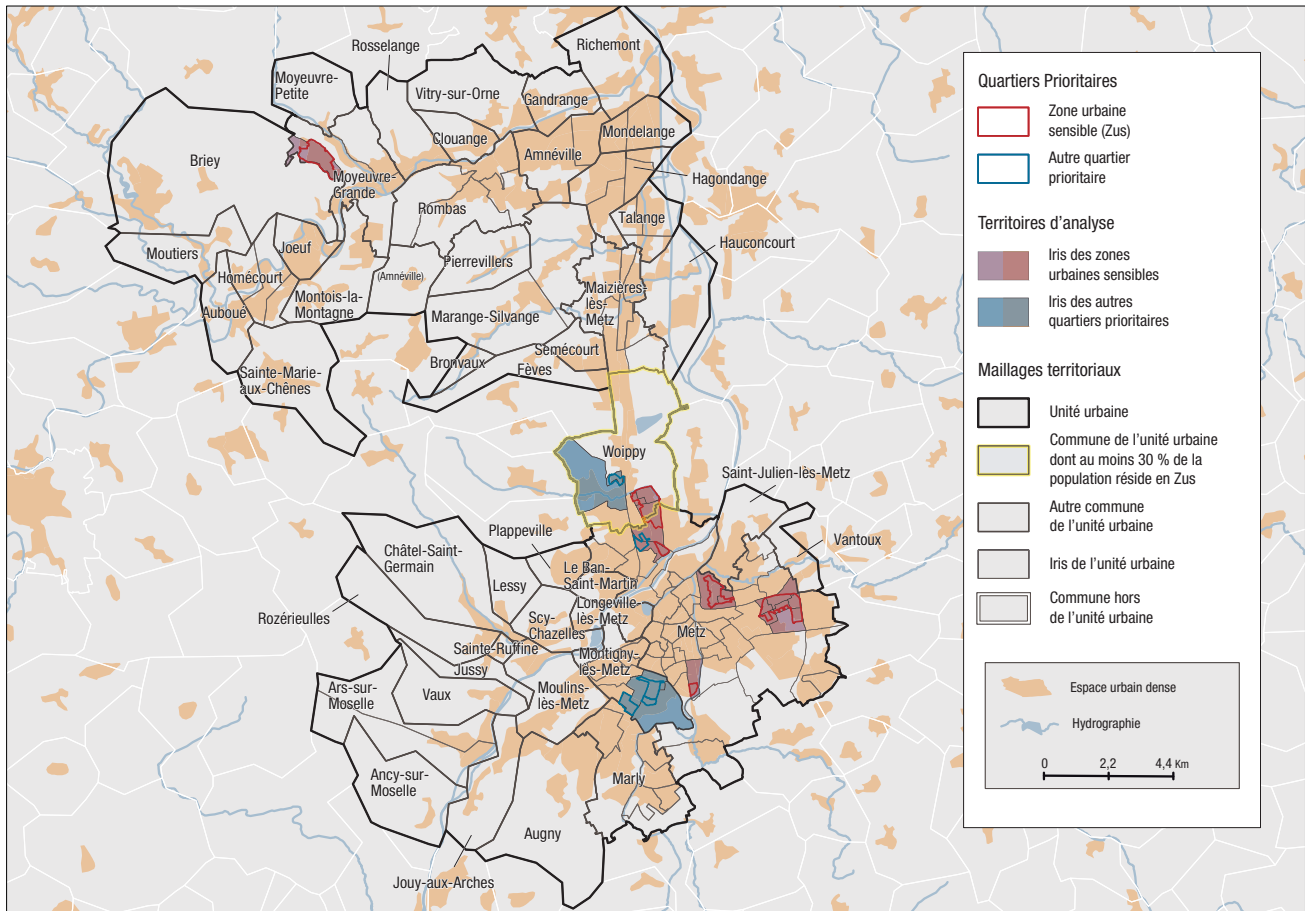 Rosselange
Richemont
Moyeuvre-
Petite
Vitry-sur-Orne
Gandrange
Clouange
Mondelange
Amnéville
Briey
Moyeuvre-
Grande
Hagondange
Rombas
Talange
Hauconcourt
Moutiers
Joeuf
Homécourt
(Amnéville)
Pierrevillers
Maizières-
lès-
Metz
Auboué
Montois-la-
Montagne
Marange-Silvange
Semécourt
Bronvaux
Fèves
Sainte-Marie-
aux-Chênes
Woippy
Saint-Julien-lès-Metz
Plappeville
Vantoux
Châtel-Saint-
Germain
Le Ban-
Saint-Martin
Lessy
Longeville-
lès-Metz
Rozérieulles
Scy-
Chazelles
Metz
Sainte-Ruffine
Montigny-
lès-Metz
Jussy
Ars-sur-
Moselle
Vaux
Moulins-
lès-Metz
Ancy-sur-
Moselle
Marly
Augny
Jouy-aux-Arches
Quartiers Prioritaires
Zone urbaine
sensible (Zus)
Autre quartier
prioritaire
Territoires d'analyse
Iris des zones
urbaines sensibles
Iris des autres
quartiers prioritaires
Maillages territoriaux
Unité urbaine
Commune de l'unité urbaine
dont au moins 30 % de la
population réside en Zus
Autre commune
de l'unité urbaine
Iris de l'unité urbaine
Commune hors
de l'unité urbaine
Espace urbain dense
Hydrographie
0 2,2 4,4 Km